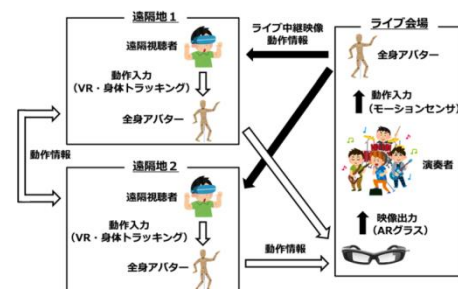 遠隔地1
遠隔視聴者
動作入力
(VR・身体トラッキング)
全身アバター
動作情報
遠隔地2
遠隔視聴者
動作入力
(VR・身体トラッキング)
全身アバター
ライブ中継映像
動作情報
動作情報
ライブ会場
全身アバター
動作入力
(モーションセンサ)
演奏者
映像出力
(ARグラス)